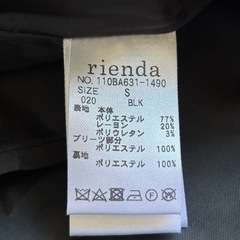 rienda
NO. 110BA631-1490
SIZE S
020 BLK
表地 本体
ポリエステル 77%
レーヨン 20%
ポリウレタン 3%
プリーツ部分
ポリエステル 100%
裏地
ポリエステル 100%